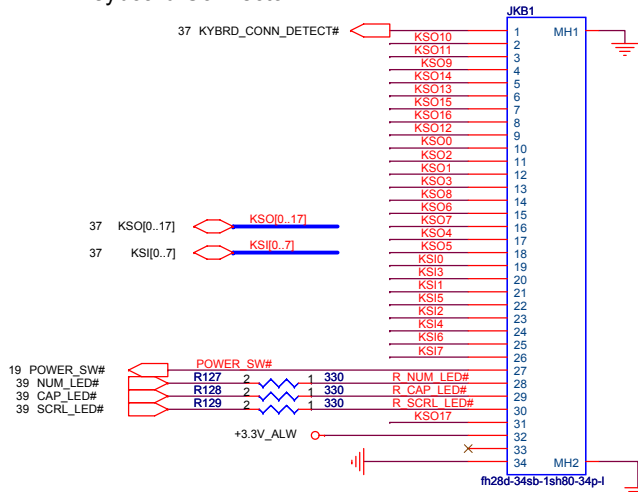 JKB1
37 KYBRD_CONN_DETECT# 1 MH1
KSO10 2
KSO11 3
KSO9 4
KSO14 5
KSO13 6
KSO15 7
KSO16 8
KSO12 9
KSO0 10
KSO2 11
KSO1 12
KSO3 13
KSO8 14
KSO6 15
KSO7 16
KSO4 17
KSO5 18
KSI0 19
KSI3 20
KSI1 21
KSI5 22
KSI2 23
KSI4 24
KSI6 25
KSI7 26
37 KSO[0..17] KSO[0..17]
37 KSI[0..7] KSI[0..7]
19 POWER_SW# POWER_SW# 27
39 NUM_LED# R127 2 1 330 R_NUM_LED# 28
39 CAP_LED# R128 2 1 330 R_CAP_LED# 29
39 SCRL_LED# R129 2 1 330 R_SCRL_LED# 30
KSO17 31
+3.3V_ALW 32
33
34 MH2
fh28d-34sb-1sh80-34p-l